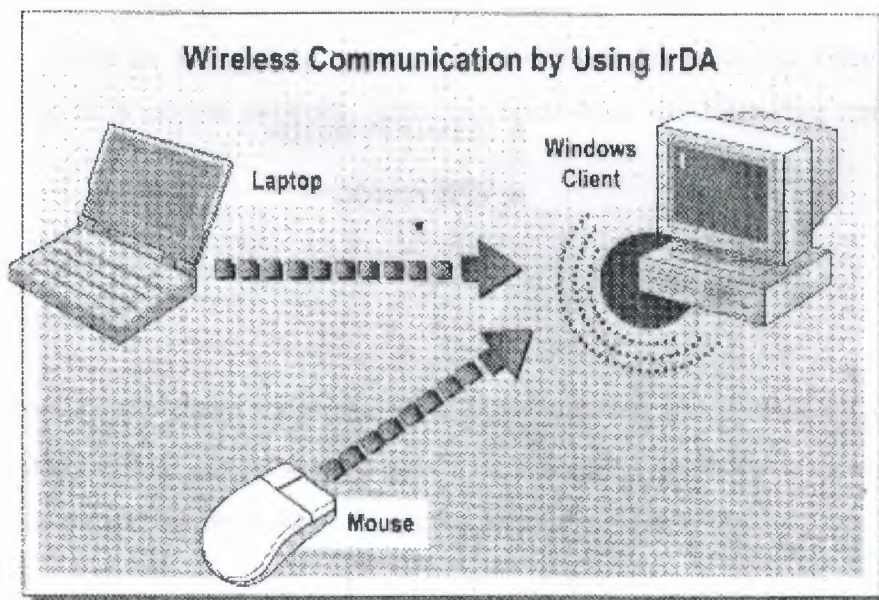 Wireless Communication by Using IrDA
Laptop
Windows
Client
Mouse